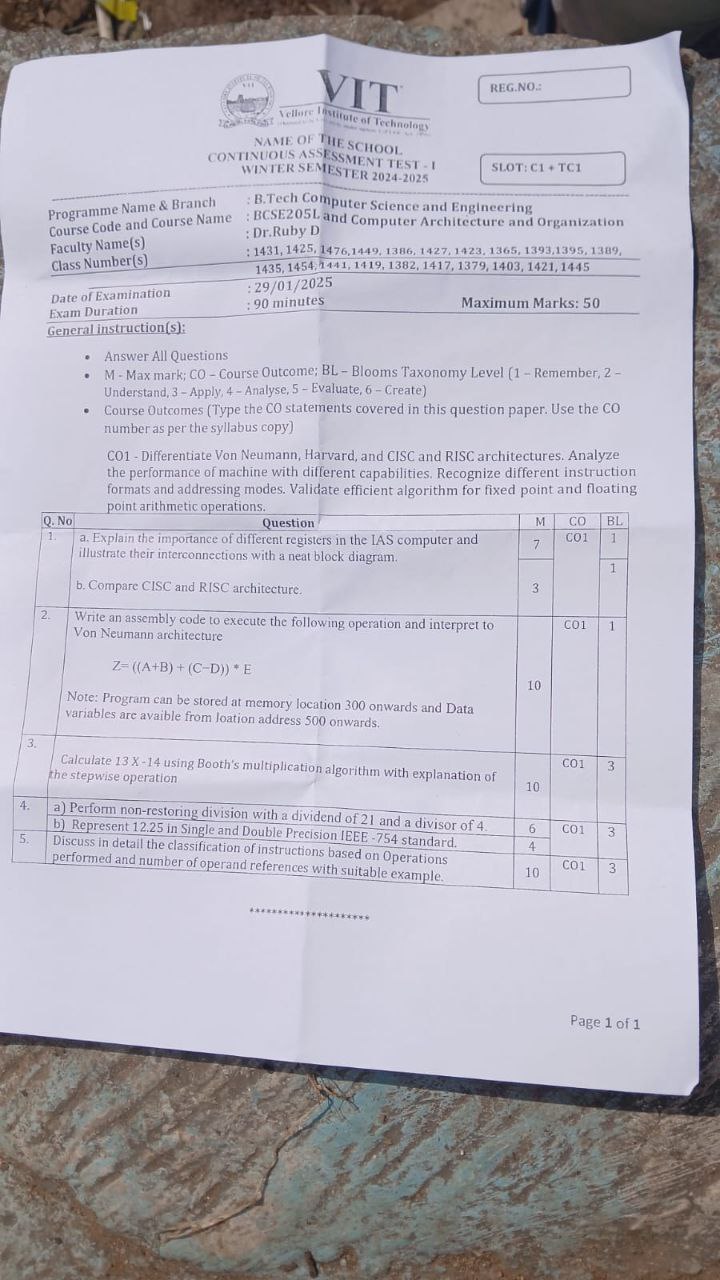 VIT
Vellore Institute of Technology
REG.NO.:
NAME OF THE SCHOOL
CONTINUOUS ASSESSMENT TEST - I
WINTER SEMESTER 2024-2025
SLOT: C1 + TC1
Programme Name & Branch : B.Tech Computer Science and Engineering
Course Code and Course Name : BCSE205L and Computer Architecture and Organization
Faculty Name(s) : Dr.Ruby D
Class Number(s) : 1431, 1425, 1476,1449, 1386, 1427, 1423, 1365, 1393,1395, 1389,
1435, 1454, 1441, 1419, 1382, 1417, 1379, 1403, 1421, 1445
Date of Examination : 29/01/2025
Exam Duration : 90 minutes Maximum Marks: 50
General instruction(s):
• Answer All Questions
• M - Max mark; CO – Course Outcome; BL – Blooms Taxonomy Level (1 – Remember, 2 –
Understand, 3 – Apply, 4 – Analyse, 5 – Evaluate, 6 – Create)
• Course Outcomes (Type the CO statements covered in this question paper. Use the CO
number as per the syllabus copy)
CO1 - Differentiate Von Neumann, Harvard, and CISC and RISC architectures. Analyze
the performance of machine with different capabilities. Recognize different instruction
formats and addressing modes. Validate efficient algorithm for fixed point and floating
point arithmetic operations.
Q. No Question M CO BL
1. a. Explain the importance of different registers in the IAS computer and 7 CO1 1
illustrate their interconnections with a neat block diagram.
b. Compare CISC and RISC architecture. 3 1
2. Write an assembly code to execute the following operation and interpret to CO1 1
Von Neumann architecture
Z= ((A+B) + (C–D)) * E
10
Note: Program can be stored at memory location 300 onwards and Data
variables are avaible from loation address 500 onwards.
3. Calculate 13 X -14 using Booth's multiplication algorithm with explanation of CO1 3
the stepwise operation 10
4. a) Perform non-restoring division with a dividend of 21 and a divisor of 4. 6 CO1 3
b) Represent 12.25 in Single and Double Precision IEEE -754 standard. 4
5. Discuss in detail the classification of instructions based on Operations CO1 3
performed and number of operand references with suitable example. 10
*********************
Page 1 of 1